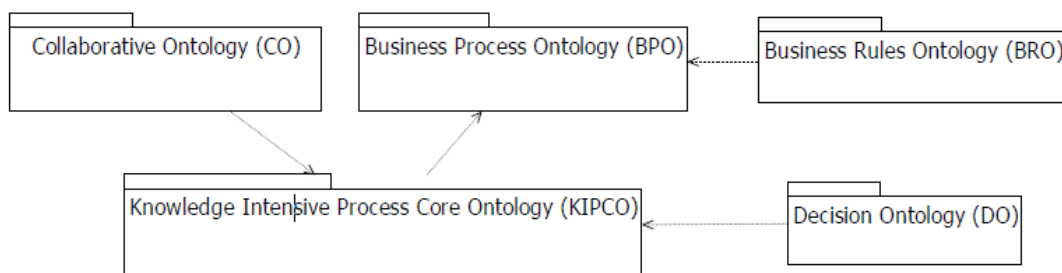 Collaborative Ontology (CO)
Business Process Ontology (BPO)
Business Rules Ontology (BRO)
Knowledge Intensive Process Core Ontology (KIPCO)
Decision Ontology (DO)